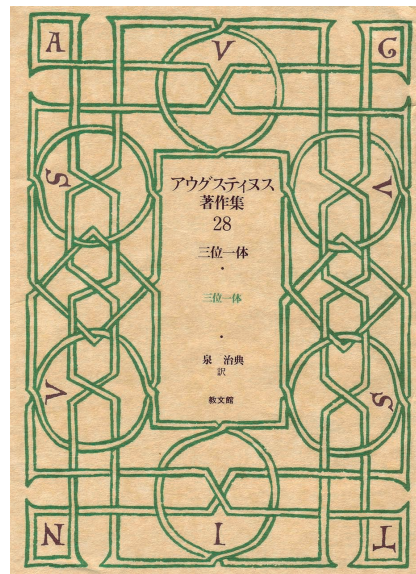 A V G
S V
アウグスティヌス
著作集
28
三位一体
・
三位一体
・
泉 治典
訳
教文館
V S
N I T